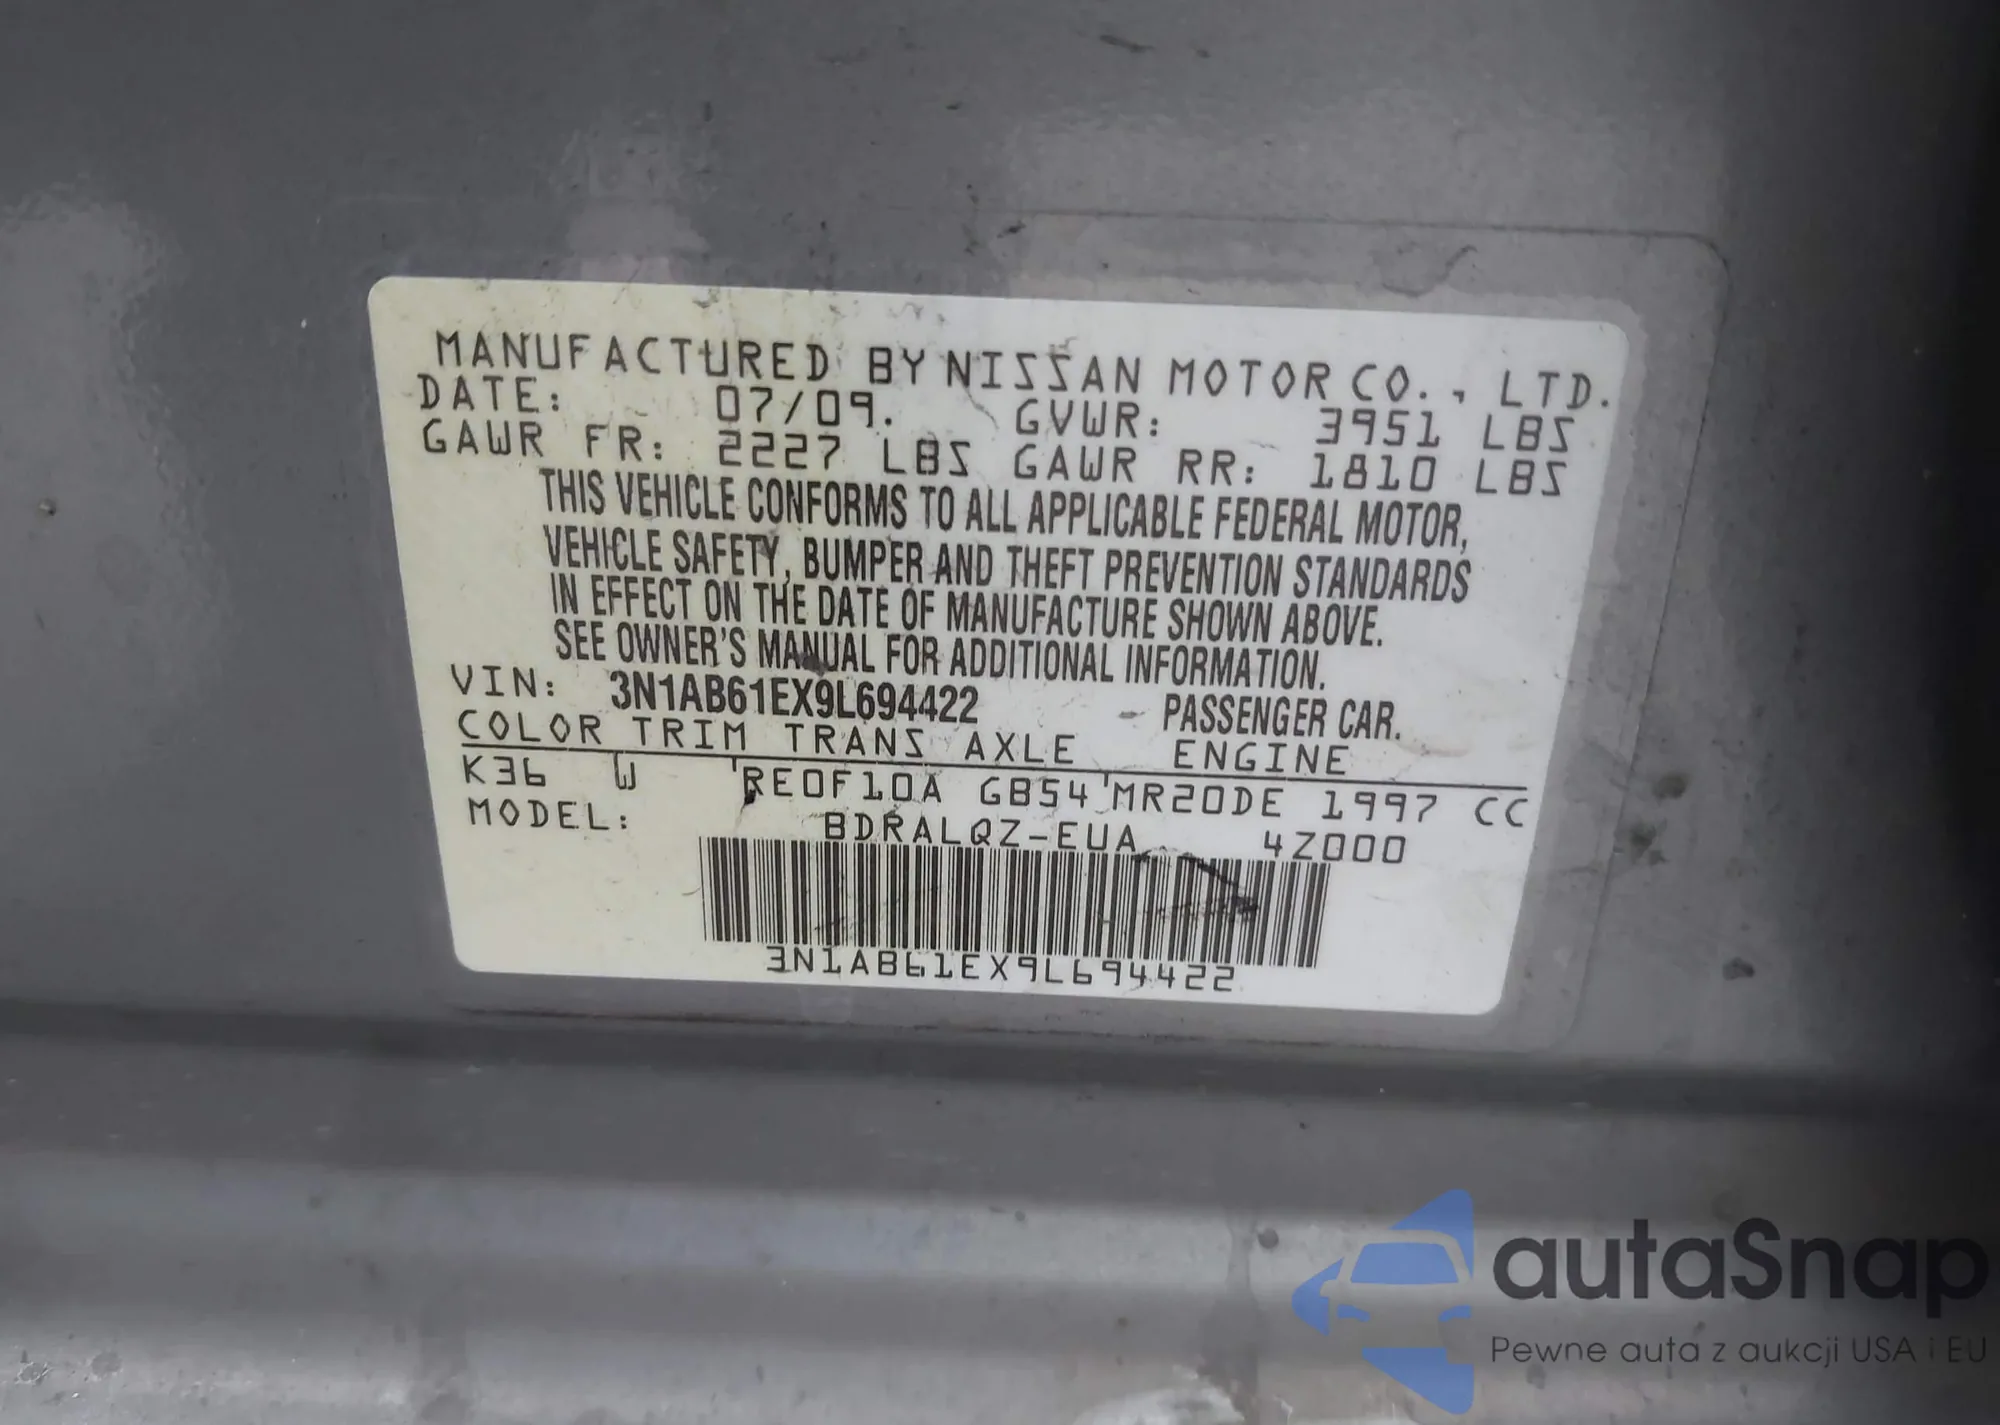 MANUFACTURED BY NISSAN MOTOR CO., LTD.
DATE: 07/09. GVWR: 3951 LBS
GAWR FR: 2227 LBS GAWR RR: 1810 LBS
THIS VEHICLE CONFORMS TO ALL APPLICABLE FEDERAL MOTOR,
VEHICLE SAFETY, BUMPER AND THEFT PREVENTION STANDARDS
IN EFFECT ON THE DATE OF MANUFACTURE SHOWN ABOVE.
SEE OWNER'S MANUAL FOR ADDITIONAL INFORMATION.
VIN: 3N1AB61EX9L694422 PASSENGER CAR.
COLOR TRIM TRANS AXLE ENGINE
K36 W RE0F10A GB54 MR20DE 1997 CC
MODEL: BDRALQZ-EUA 4Z000
3N1AB61EX9L694422
autaSnap
Pewne auta z aukcji USA i EU